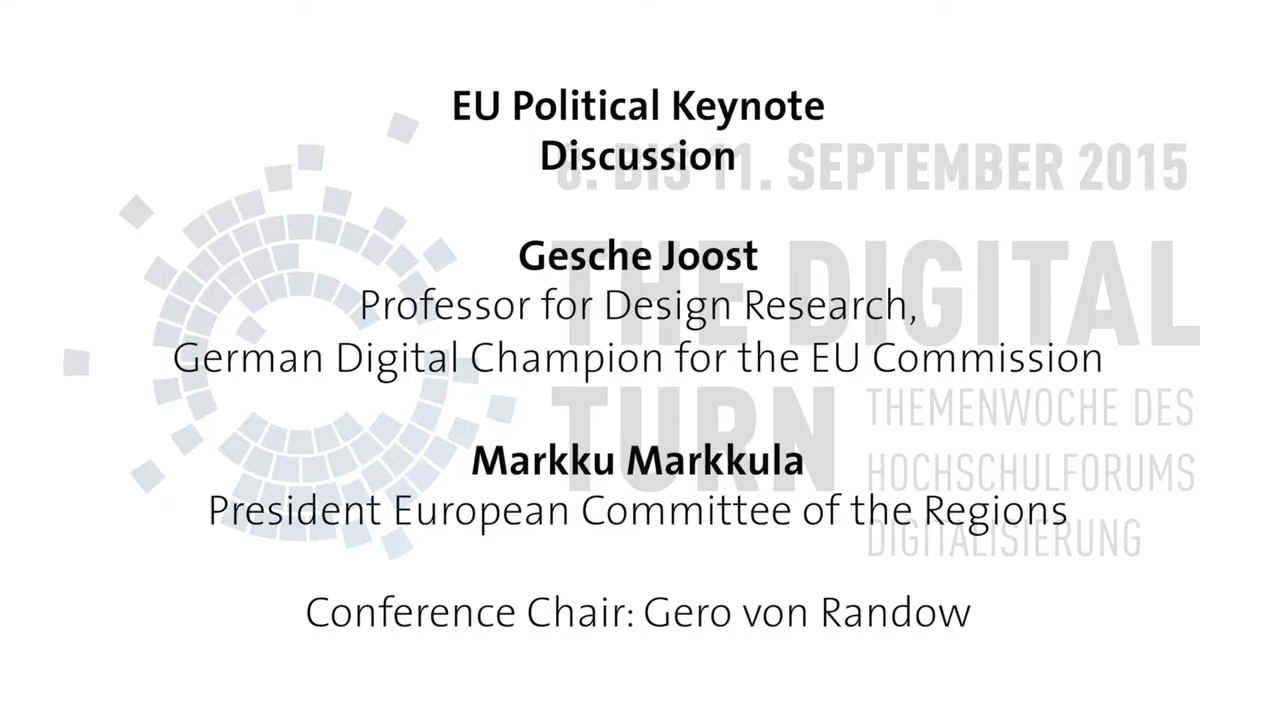 EU Political Keynote
Discussion
Gesche Joost
Professor for Design Research,
German Digital Champion for the EU Commission
Markku Markkula
President European Committee of the Regions
Conference Chair: Gero von Randow
BIS 11. SEPTEMBER 2015
THE DIGITAL
TURN
THEMENWOCHE DES
HOCHSCHULFORUMS
DIGITALISIERUNG